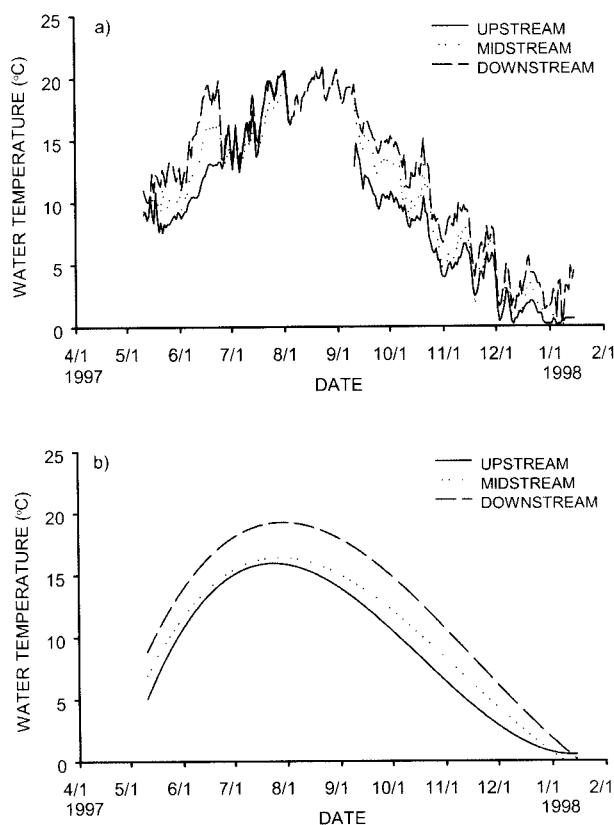 a)
UPSTREAM
MIDSTREAM
DOWNSTREAM
WATER TEMPERATURE (°C)
25
20
15
10
5
0
4/1 5/1 6/1 7/1 8/1 9/1 10/1 11/1 12/1 1/1 2/1
1997 1998
DATE
b)
UPSTREAM
MIDSTREAM
DOWNSTREAM
WATER TEMPERATURE (°C)
25
20
15
10
5
0
4/1 5/1 6/1 7/1 8/1 9/1 10/1 11/1 12/1 1/1 2/1
1997 1998
DATE